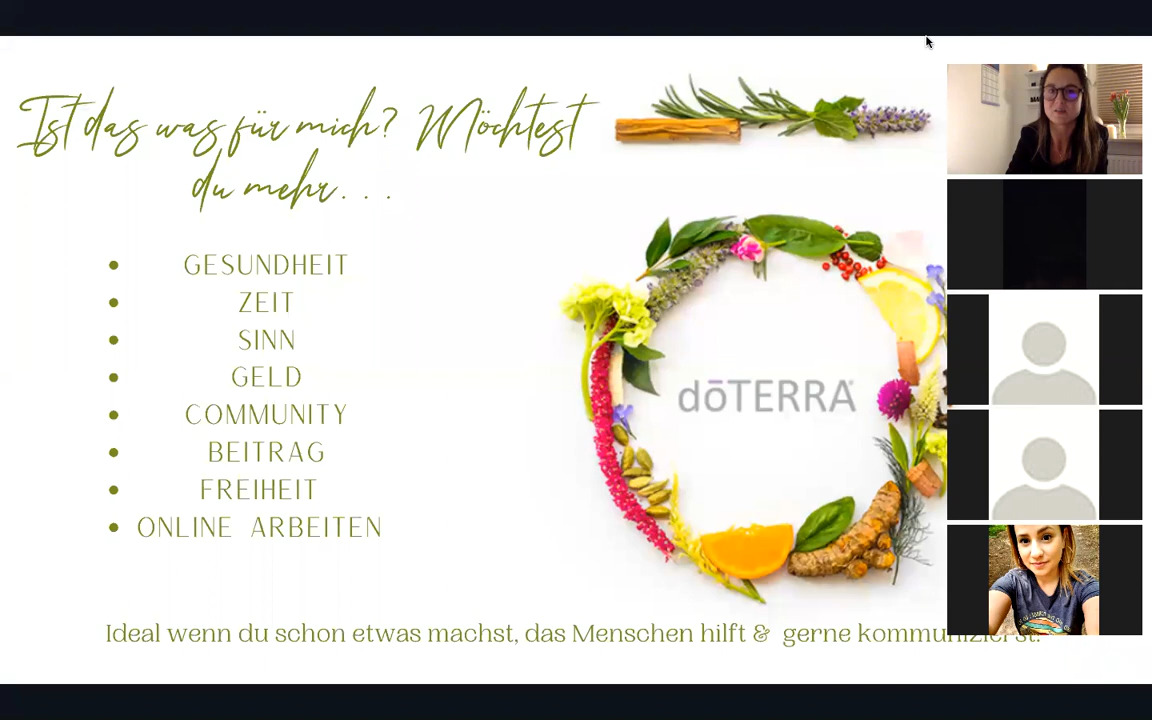 Ist das was für mich? Möchtest
du mehr. . .
GESUNDHEIT
ZEIT
SINN
GELD
COMMUNITY
BEITRAG
FREIHEIT
ONLINE ARBEITEN
dōTERRA
Ideal wenn du schon etwas machst, das Menschen hilft & gerne kommunizierst!